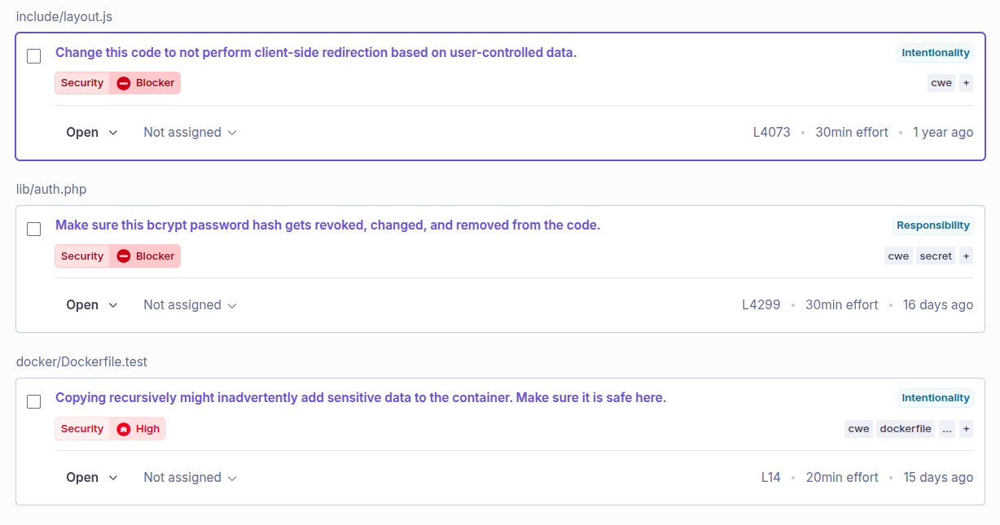 include/layout.js
Change this code to not perform client-side redirection based on user-controlled data. Intentionality
Security Blocker cwe +
Open Not assigned L4073 • 30min effort • 1 year ago
lib/auth.php
Make sure this bcrypt password hash gets revoked, changed, and removed from the code. Responsibility
Security Blocker cwe secret +
Open Not assigned L4299 • 30min effort • 16 days ago
docker/Dockerfile.test
Copying recursively might inadvertently add sensitive data to the container. Make sure it is safe here. Intentionality
Security High cwe dockerfile ... +
Open Not assigned L14 • 20min effort • 15 days ago